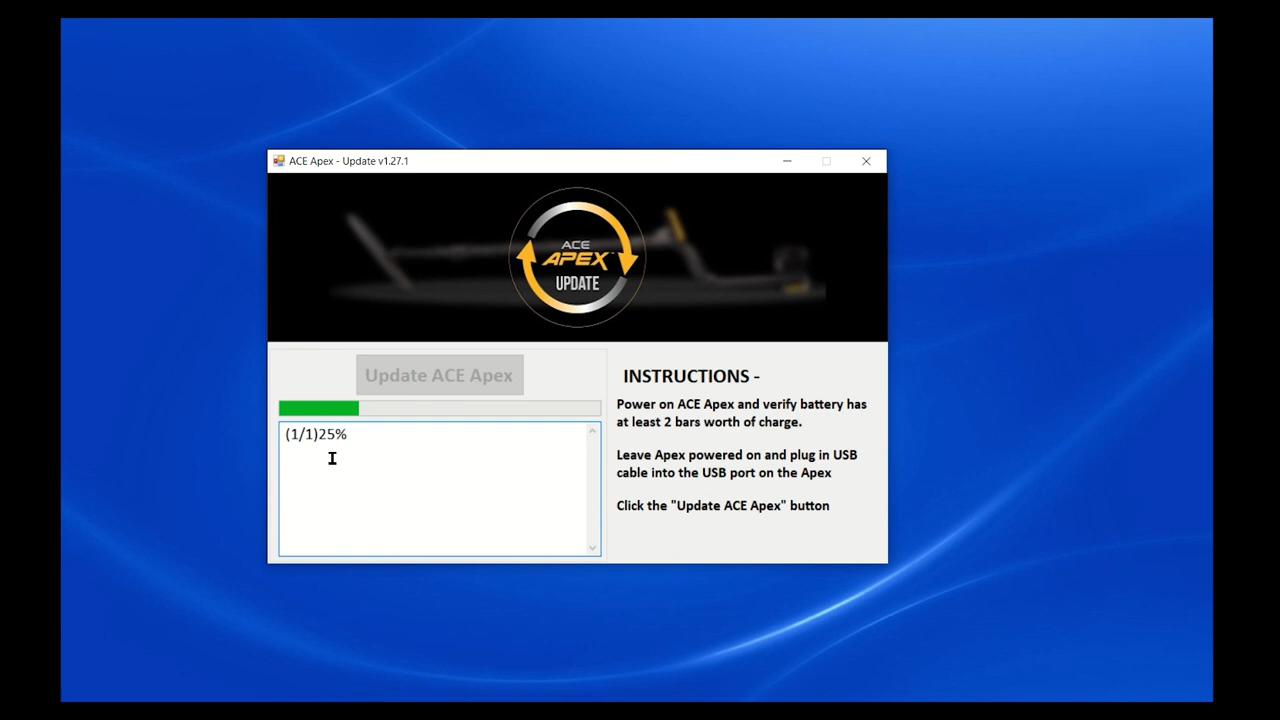 ACE Apex - Update v1.27.1
ACE
APEX™
UPDATE
Update ACE Apex
(1/1)25%
INSTRUCTIONS -
Power on ACE Apex and verify battery has
at least 2 bars worth of charge.
Leave Apex powered on and plug in USB
cable into the USB port on the Apex
Click the "Update ACE Apex" button